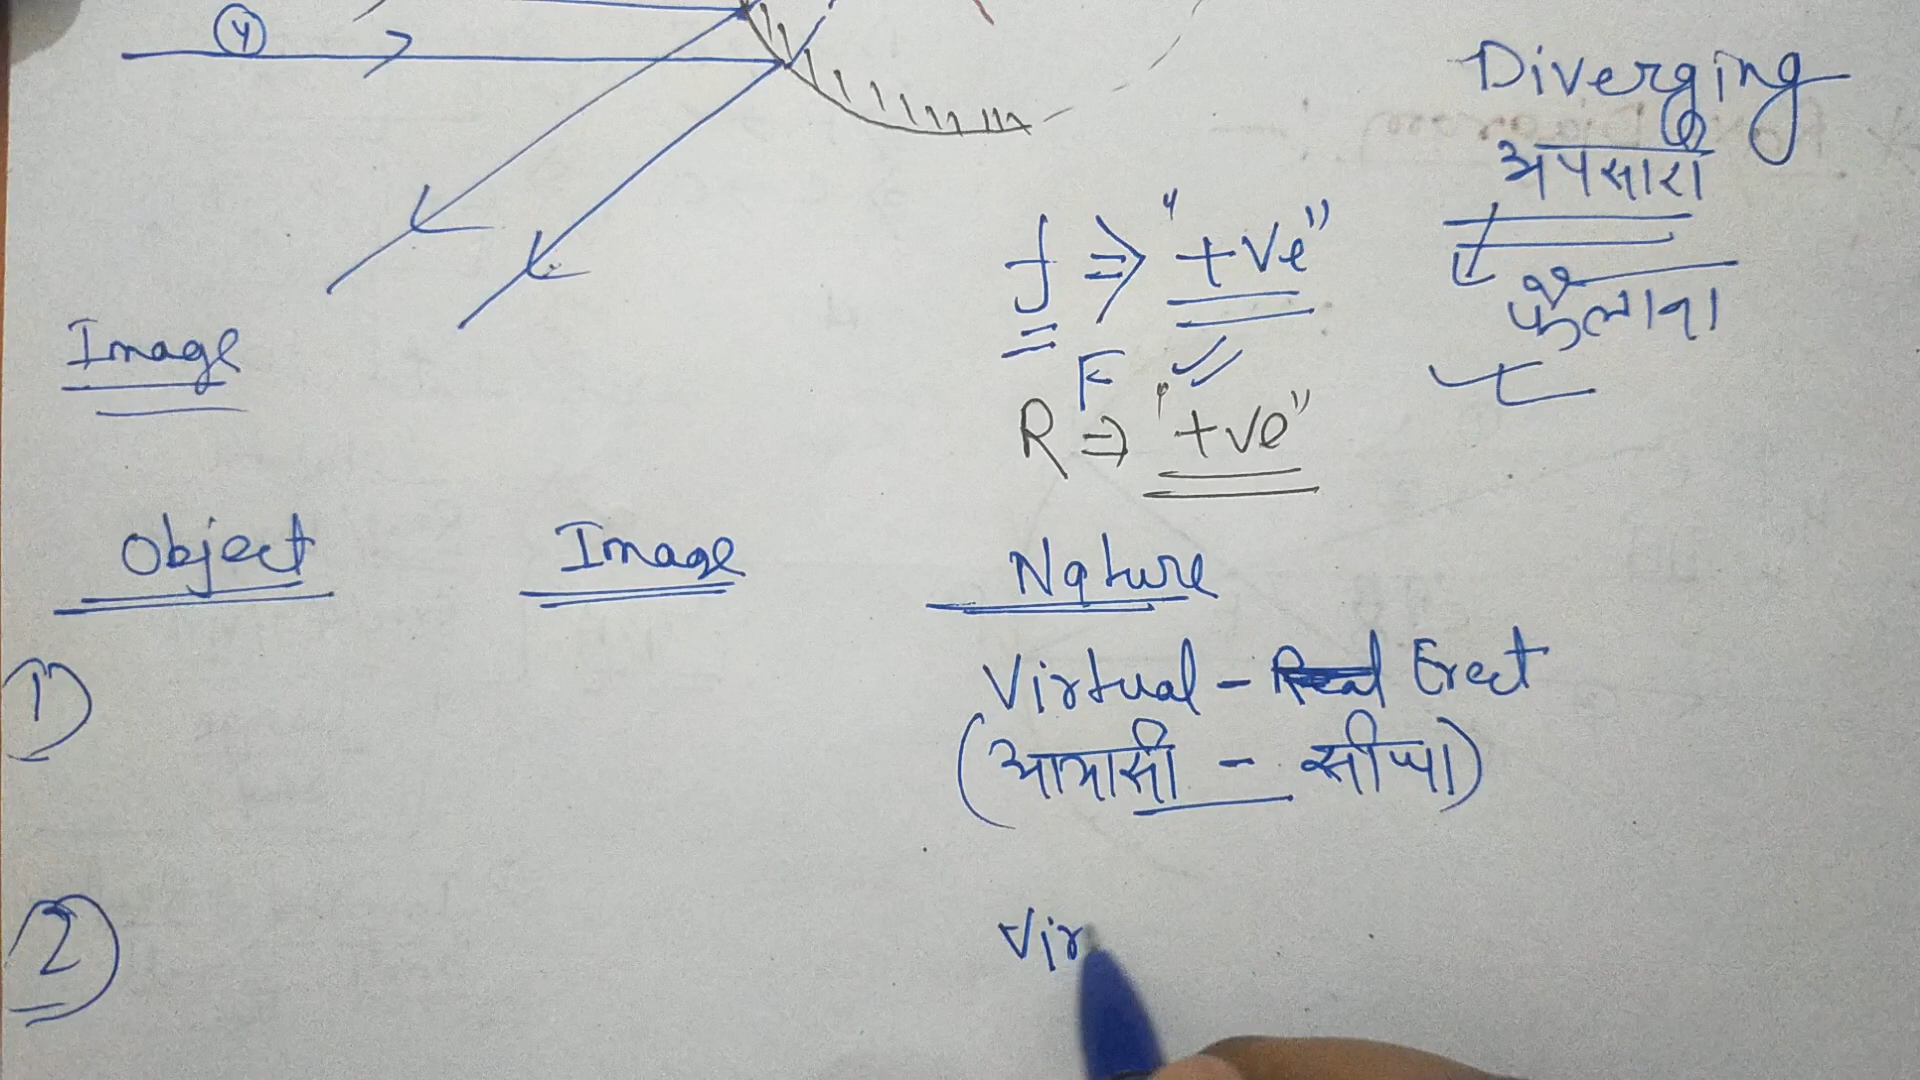 4
Diverging
अपसारी
f ⇒ "+ve"
फैलाना
Image
F
R ⇒ "+ve"
Object Image Nature
1) Virtual - Real Erect
(आभासी - सीधा)
2) Vir